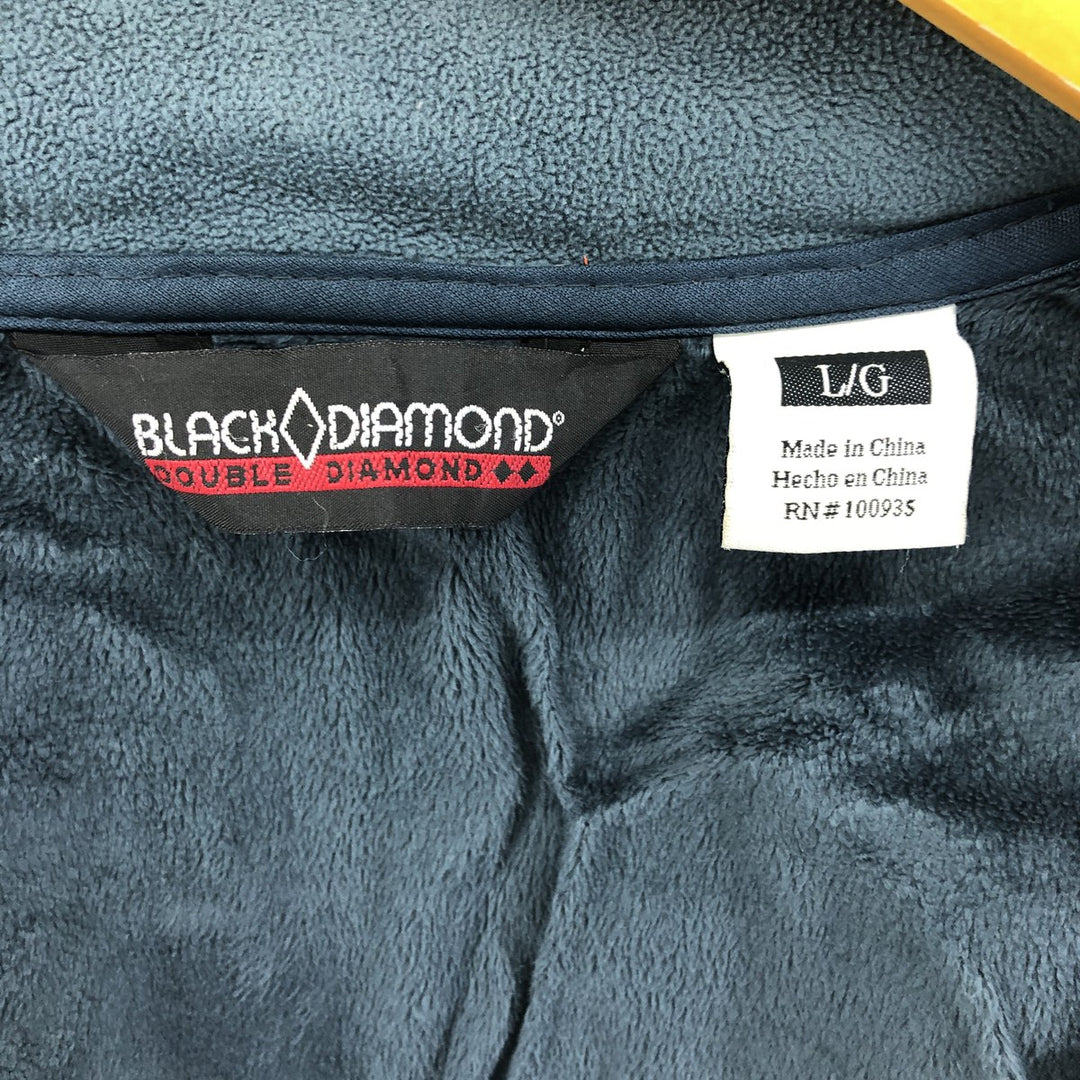 BLACK◊DIAMOND®
DOUBLE DIAMOND♦♦
L/G
Made in China
Hecho en China
RN#100935